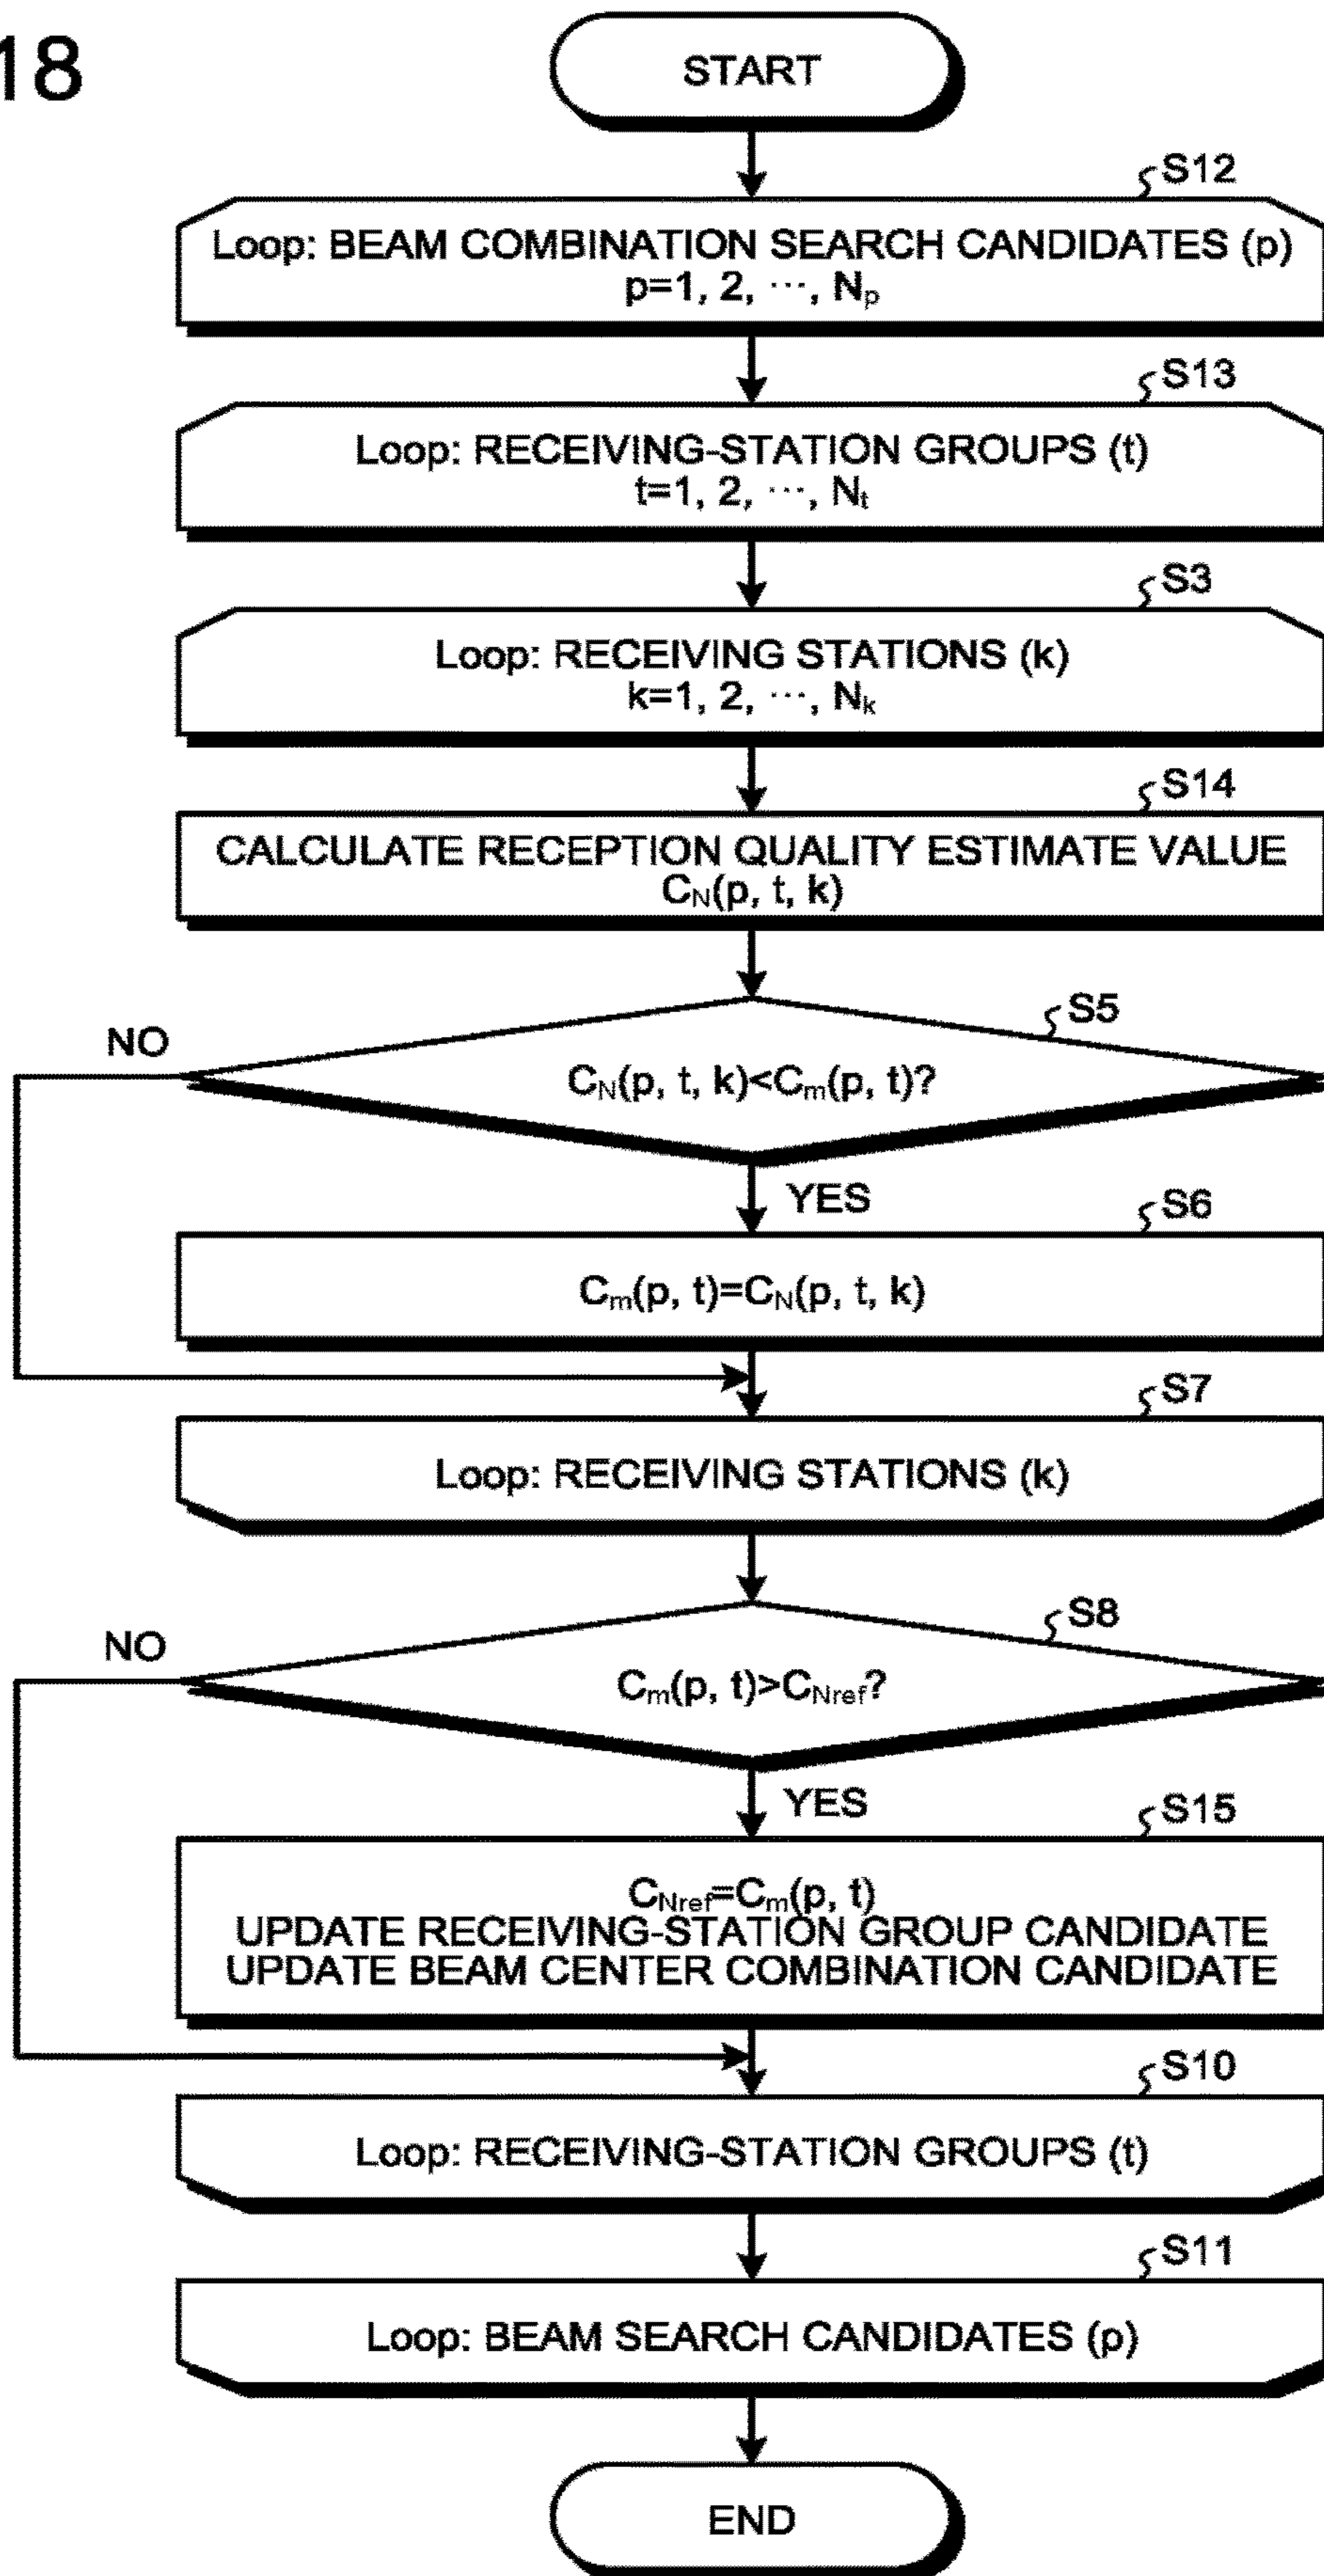 18
START
S12
Loop: BEAM COMBINATION SEARCH CANDIDATES (p)
p=1, 2, ···, Np
S13
Loop: RECEIVING-STATION GROUPS (t)
t=1, 2, ···, Nt
S3
Loop: RECEIVING STATIONS (k)
k=1, 2, ···, Nk
S14
CALCULATE RECEPTION QUALITY ESTIMATE VALUE
CN(p, t, k)
S5
NO
CN(p, t, k)<Cm(p, t)?
YES
S6
Cm(p, t)=CN(p, t, k)
S7
Loop: RECEIVING STATIONS (k)
S8
NO
Cm(p, t)>CNref?
YES
S15
CNref=Cm(p, t)
UPDATE RECEIVING-STATION GROUP CANDIDATE
UPDATE BEAM CENTER COMBINATION CANDIDATE
S10
Loop: RECEIVING-STATION GROUPS (t)
S11
Loop: BEAM SEARCH CANDIDATES (p)
END